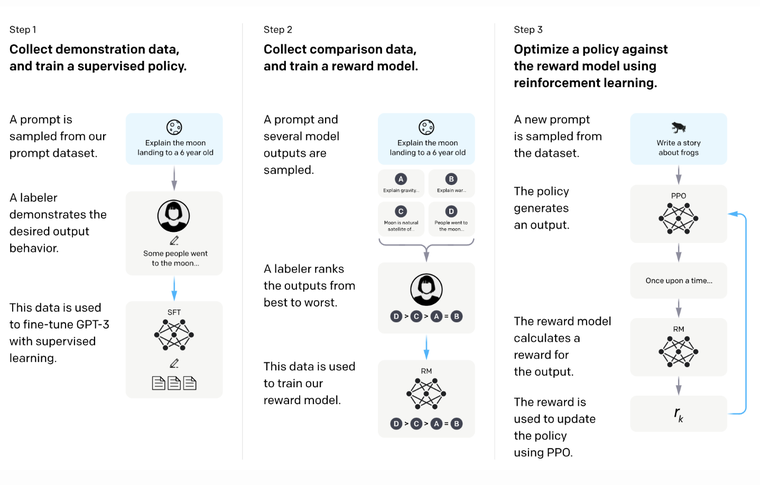 Step 1
Collect demonstration data,
and train a supervised policy.
A prompt is
sampled from our
prompt dataset.
Explain the moon
landing to a 6 year old
A labeler
demonstrates the
desired output
behavior.
Some people went
to the moon...
This data is used
to fine-tune GPT-3
with supervised
learning.
SFT
Step 2
Collect comparison data,
and train a reward model.
A prompt and
several model
outputs are
sampled.
Explain the moon
landing to a 6 year old
A
Explain gravity...
B
Explain war...
C
Moon is natural
satellite of...
D
People went to
the moon...
A labeler ranks
the outputs from
best to worst.
D > C > A = B
This data is used
to train our
reward model.
RM
D > C > A = B
Step 3
Optimize a policy against
the reward model using
reinforcement learning.
A new prompt
is sampled from
the dataset.
Write a story
about frogs
The policy
generates
an output.
PPO
Once upon a time...
The reward model
calculates a
reward for
the output.
RM
The reward is
used to update
the policy
using PPO.
rk